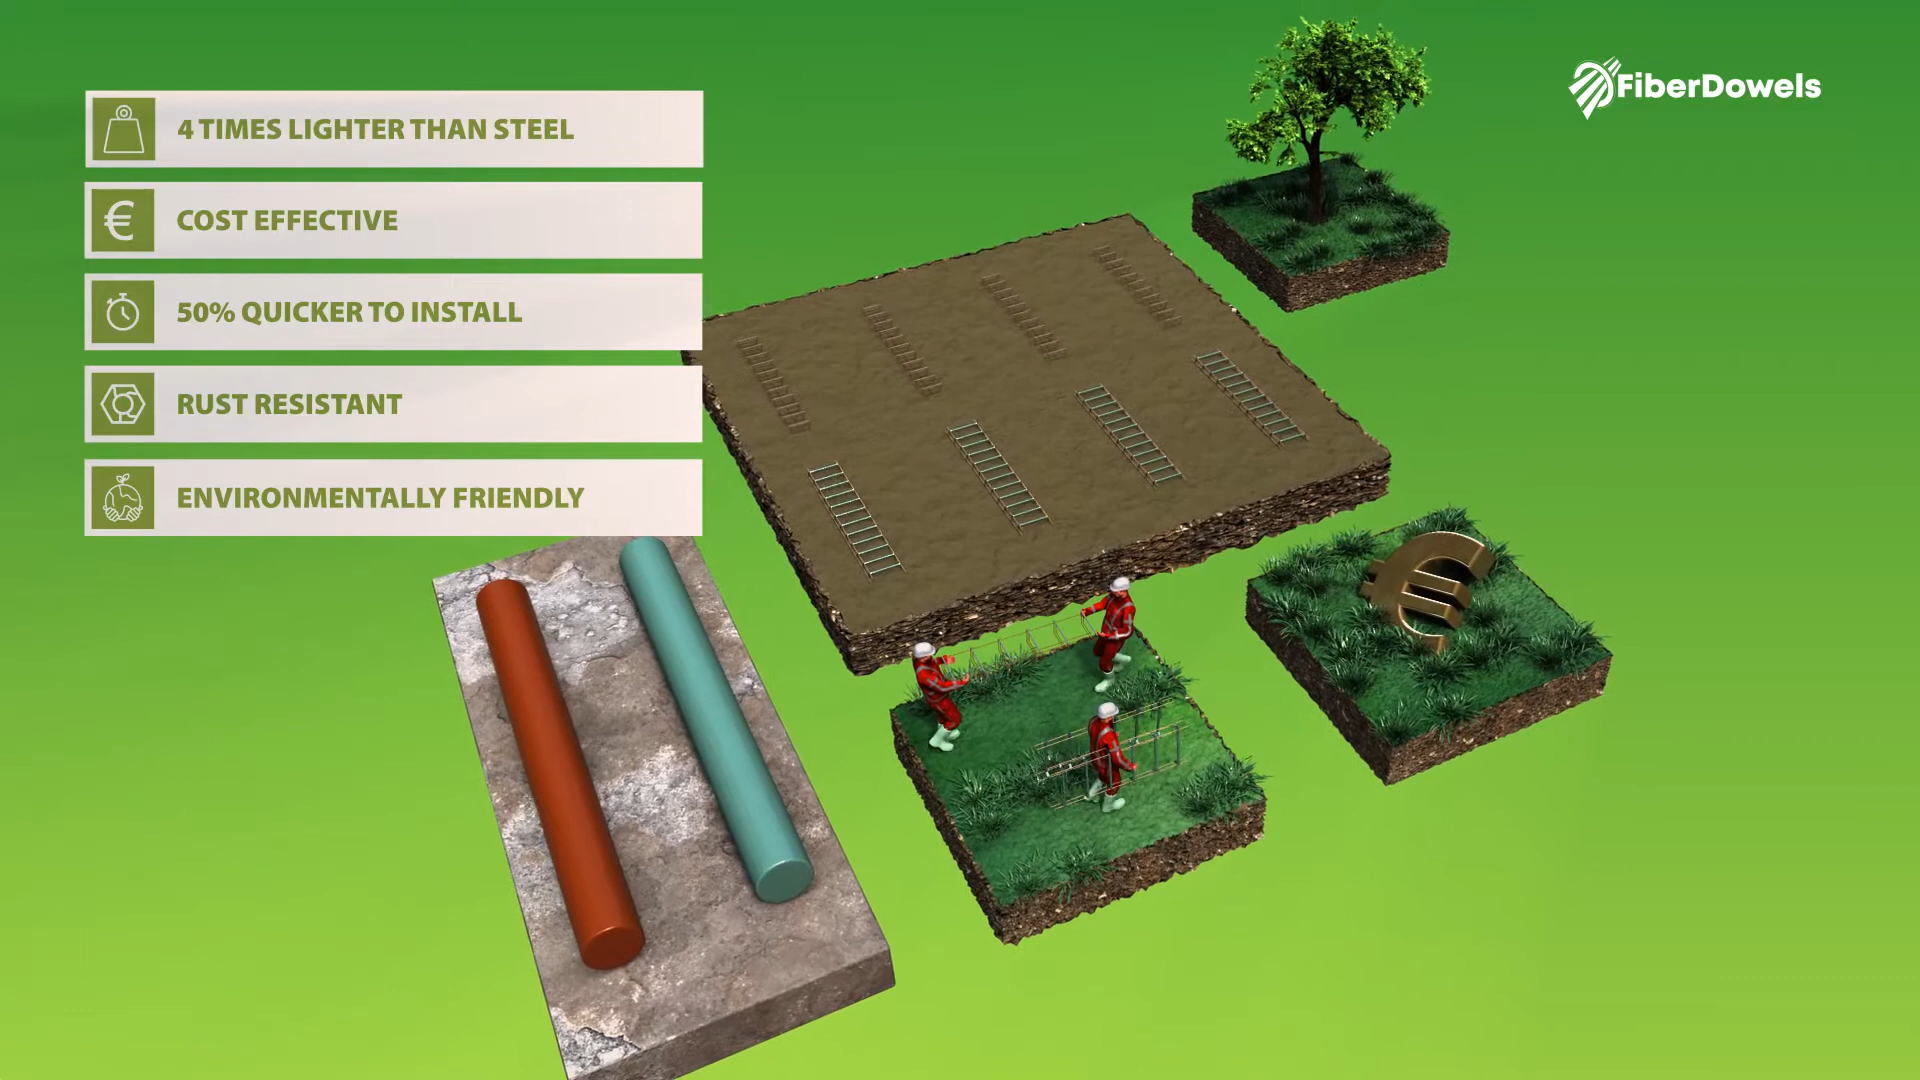 4 TIMES LIGHTER THAN STEEL
€ COST EFFECTIVE
50% QUICKER TO INSTALL
RUST RESISTANT
ENVIRONMENTALLY FRIENDLY
FiberDowels
€